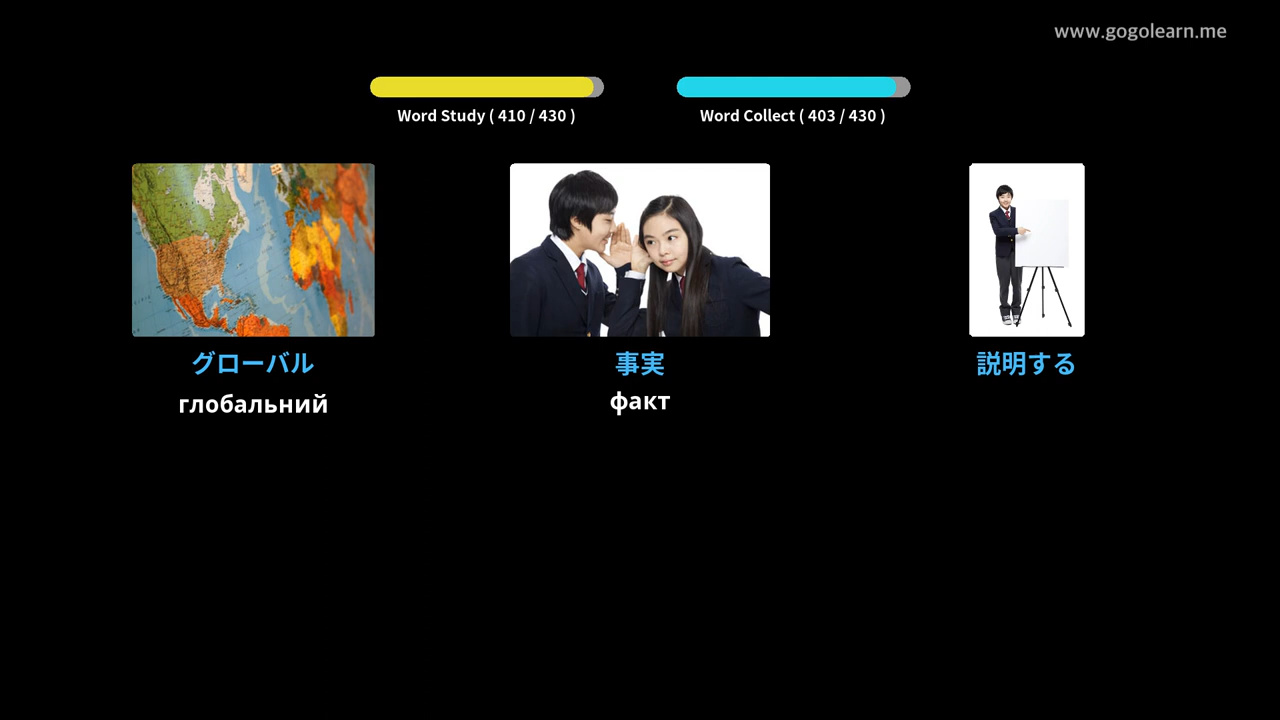 www.gogolearn.me
Word Study ( 410 / 430 )
Word Collect ( 403 / 430 )
グローバル
глобальний
事実
факт
説明する